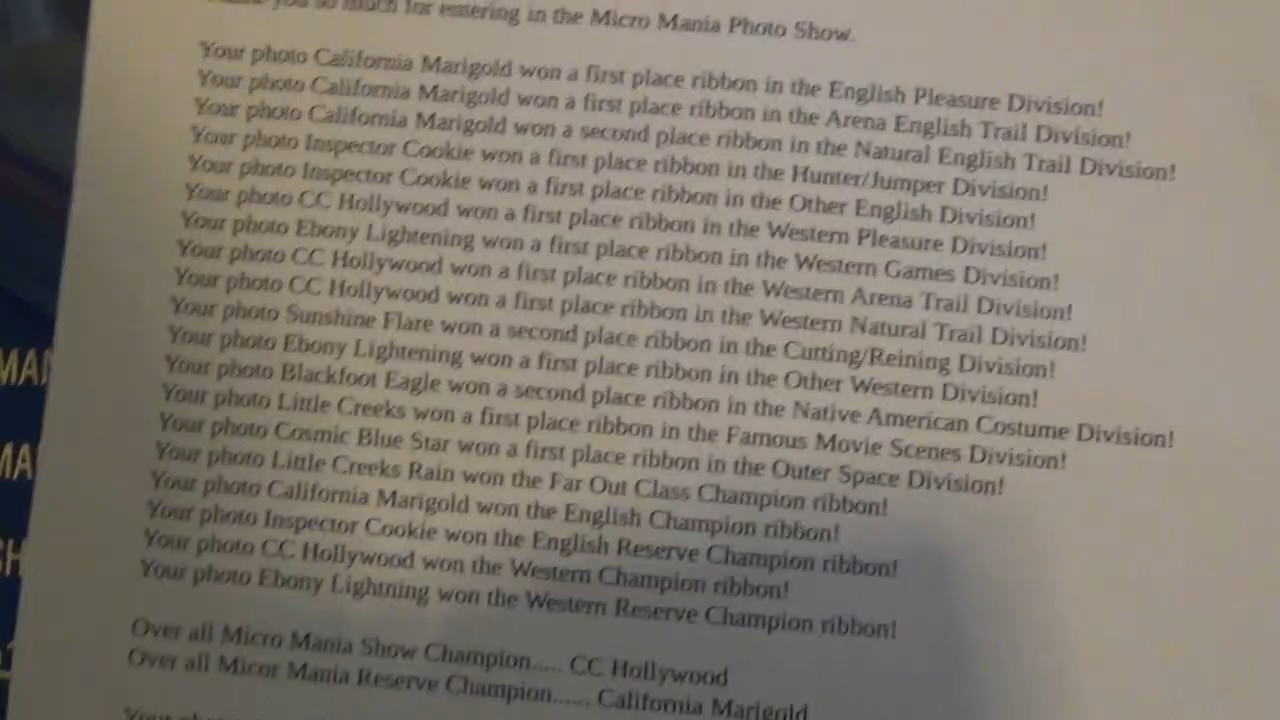 you so much for entering in the Micro Mania Photo Show.
Your photo California Marigold won a first place ribbon in the English Pleasure Division!
Your photo California Marigold won a first place ribbon in the Arena English Trail Division!
Your photo California Marigold won a second place ribbon in the Natural English Trail Division!
Your photo Inspector Cookie won a first place ribbon in the Hunter/Jumper Division!
Your photo Inspector Cookie won a first place ribbon in the Other English Division!
Your photo CC Hollywood won a first place ribbon in the Western Pleasure Division!
Your photo Ebony Lightening won a first place ribbon in the Western Games Division!
Your photo CC Hollywood won a first place ribbon in the Western Arena Trail Division!
Your photo CC Hollywood won a first place ribbon in the Western Natural Trail Division!
Your photo Sunshine Flare won a second place ribbon in the Cutting/Reining Division!
Your photo Ebony Lightening won a first place ribbon in the Other Western Division!
Your photo Blackfoot Eagle won a second place ribbon in the Native American Costume Division!
Your photo Little Creeks won a first place ribbon in the Famous Movie Scenes Division!
Your photo Cosmic Blue Star won a first place ribbon in the Outer Space Division!
Your photo Little Creeks Rain won the Far Out Class Champion ribbon!
Your photo California Marigold won the English Champion ribbon!
Your photo Inspector Cookie won the English Reserve Champion ribbon!
Your photo CC Hollywood won the Western Champion ribbon!
Your photo Ebony Lightning won the Western Reserve Champion ribbon!
Over all Micro Mania Show Champion..... CC Hollywood
Over all Micor Mania Reserve Champion...... California Marigold
Your